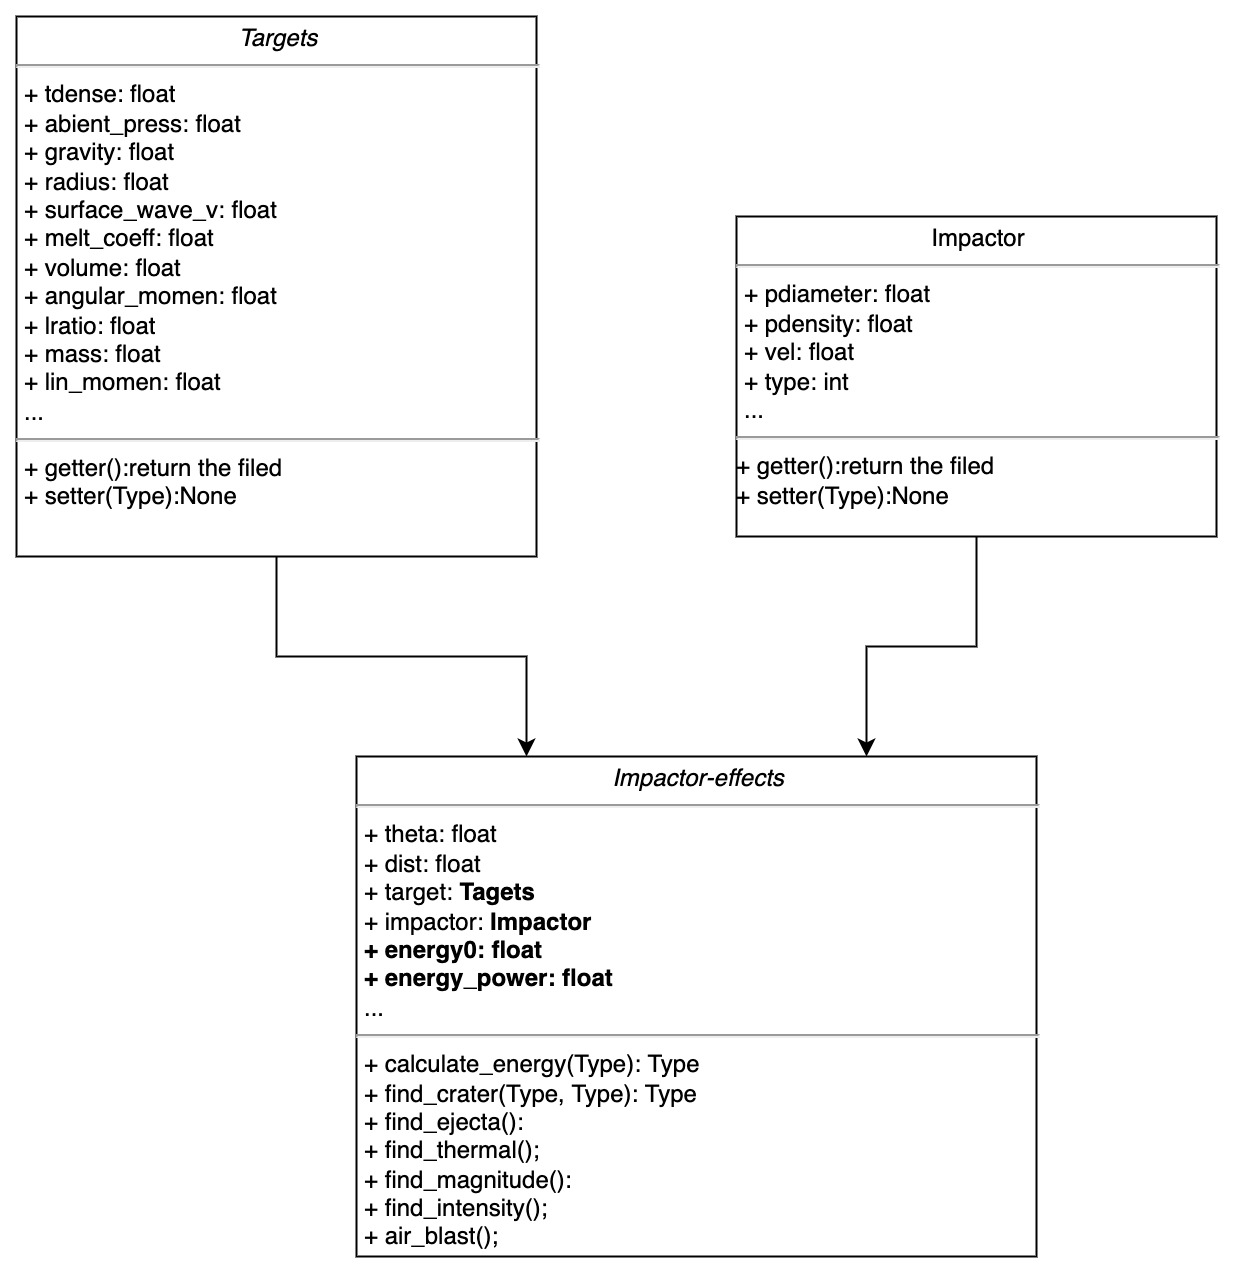 Targets
+ tdense: float
+ abient_press: float
+ gravity: float
+ radius: float
+ surface_wave_v: float
+ melt_coeff: float
+ volume: float
+ angular_momen: float
+ lratio: float
+ mass: float
+ lin_momen: float
...
+ getter():return the filed
+ setter(Type):None
Impactor
+ pdiameter: float
+ pdensity: float
+ vel: float
+ type: int
...
+ getter():return the filed
+ setter(Type):None
Impactor-effects
+ theta: float
+ dist: float
+ target: Tagets
+ impactor: Impactor
+ energy0: float
+ energy_power: float
...
+ calculate_energy(Type): Type
+ find_crater(Type, Type): Type
+ find_ejecta():
+ find_thermal();
+ find_magnitude():
+ find_intensity();
+ air_blast();